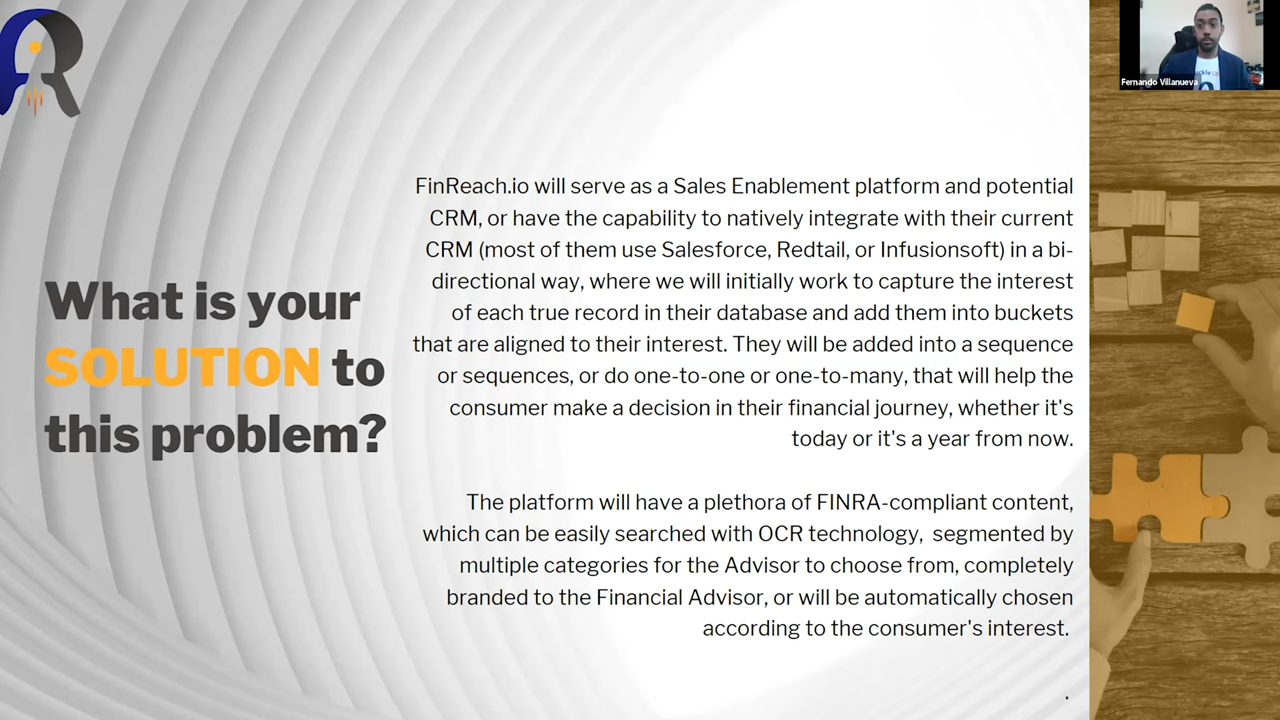 What is your
SOLUTION to
this problem?
FinReach.io will serve as a Sales Enablement platform and potential
CRM, or have the capability to natively integrate with their current
CRM (most of them use Salesforce, Redtail, or Infusionsoft) in a bi-
directional way, where we will initially work to capture the interest
of each true record in their database and add them into buckets
that are aligned to their interest. They will be added into a sequence
or sequences, or do one-to-one or one-to-many, that will help the
consumer make a decision in their financial journey, whether it's
today or it's a year from now.
The platform will have a plethora of FINRA-compliant content,
which can be easily searched with OCR technology,  segmented by
multiple categories for the Advisor to choose from, completely
branded to the Financial Advisor, or will be automatically chosen
according to the consumer's interest.
.
Fernando Villanueva